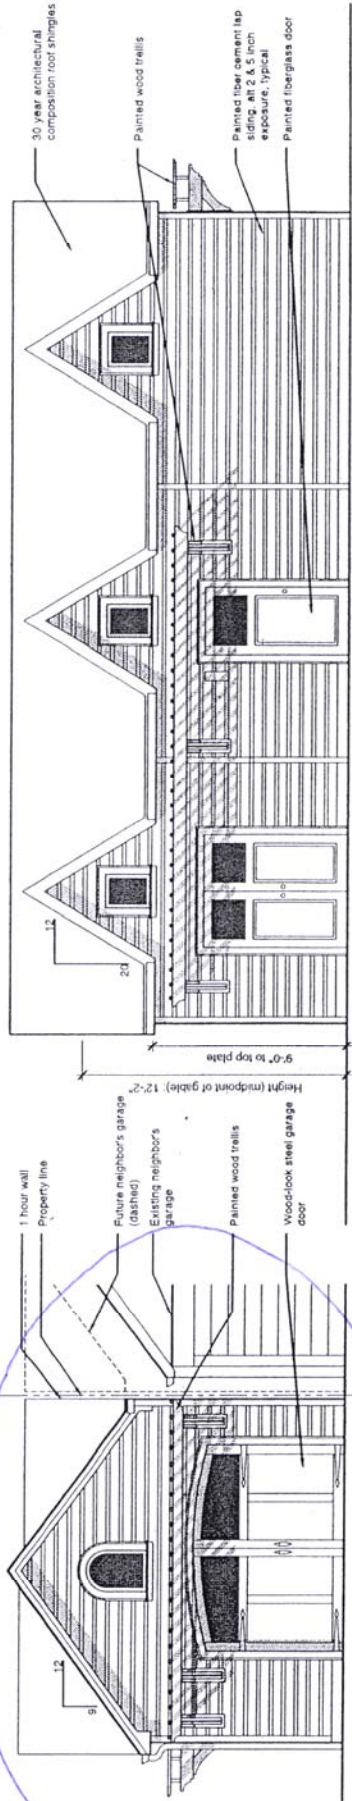 1 hour wall
Property line
Future neighbor's garage
(dashed)
Existing neighbor's
garage
Painted wood trellis
Wood-look steel garage
door
12
9
Height (midpoint of gable): 12'-2"
9'-0" to top plate
12
20
30 year architectural
composition roof shingles
Painted wood trellis
Painted fiber cement lap
siding, alt 2 & 5 inch
exposure, typical
Painted fiberglass door